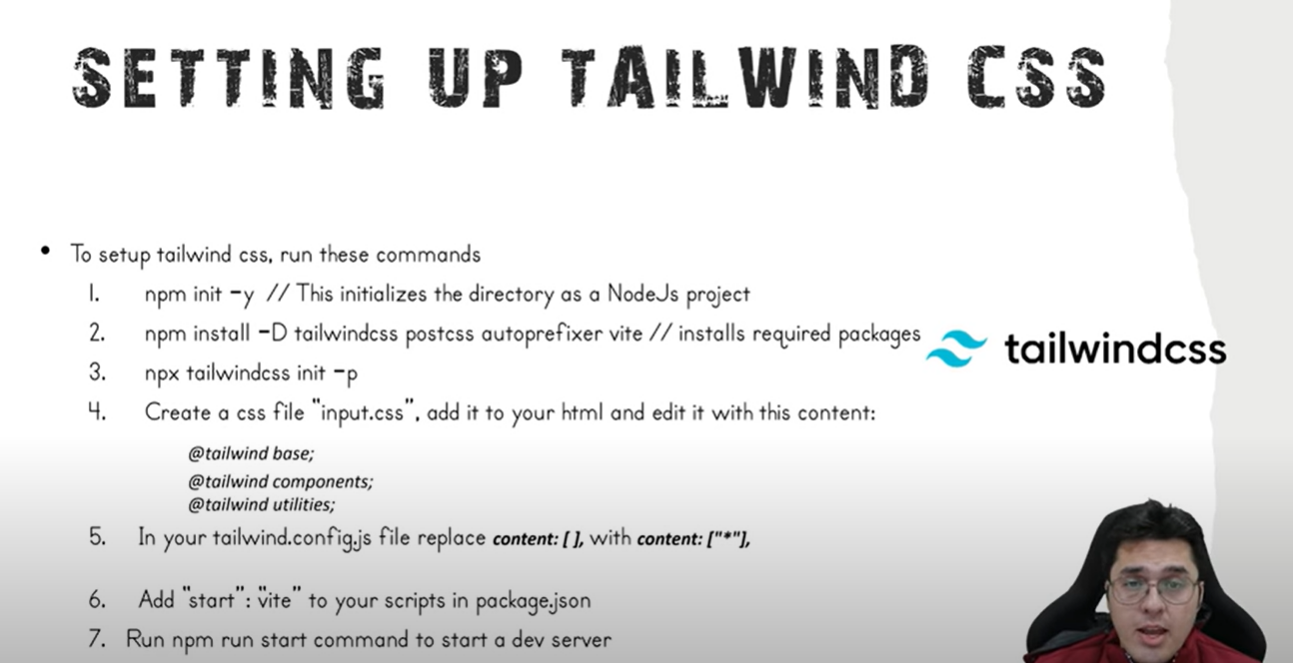 SETTING UP TAILWIND CSS
• To setup tailwind css, run these commands
1. npm init -y // This initializes the directory as a NodeJs project
2. npm install -D tailwindcss postcss autoprefixer vite // installs required packages
tailwindcss
3. npx tailwindcss init -p
4. Create a css file "input.css", add it to your html and edit it with this content:
@tailwind base;
@tailwind components;
@tailwind utilities;
5. In your tailwind.config.js file replace content: [ ], with content: ["*"],
6. Add "start": "vite" to your scripts in package.json
7. Run npm run start command to start a dev server